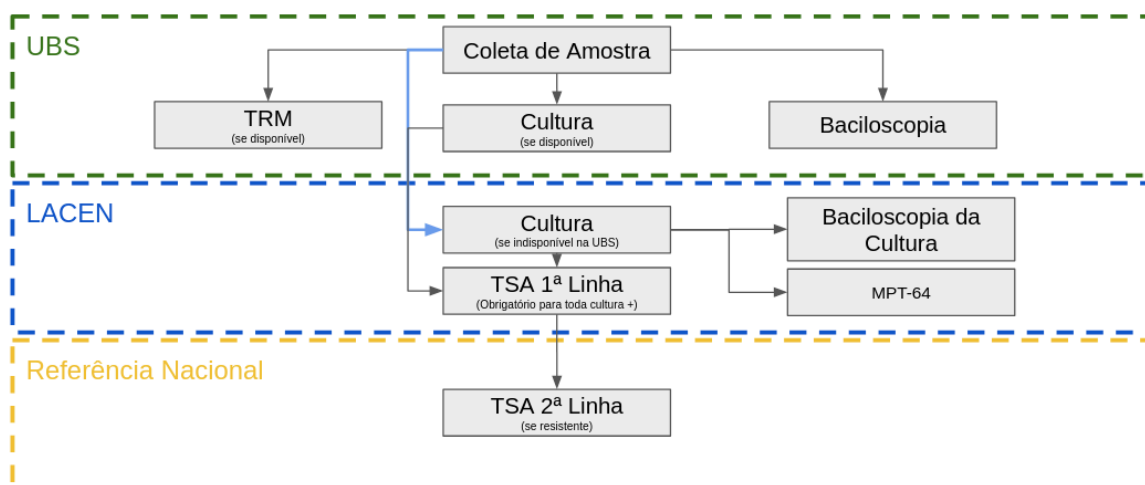 UBS
Coleta de Amostra
TRM
(se disponível)
Cultura
(se disponível)
Baciloscopia
LACEN
Cultura
(se indisponível na UBS)
Baciloscopia da
Cultura
TSA 1ª Linha
(Obrigatório para toda cultura +)
MPT-64
Referência Nacional
TSA 2ª Linha
(se resistente)